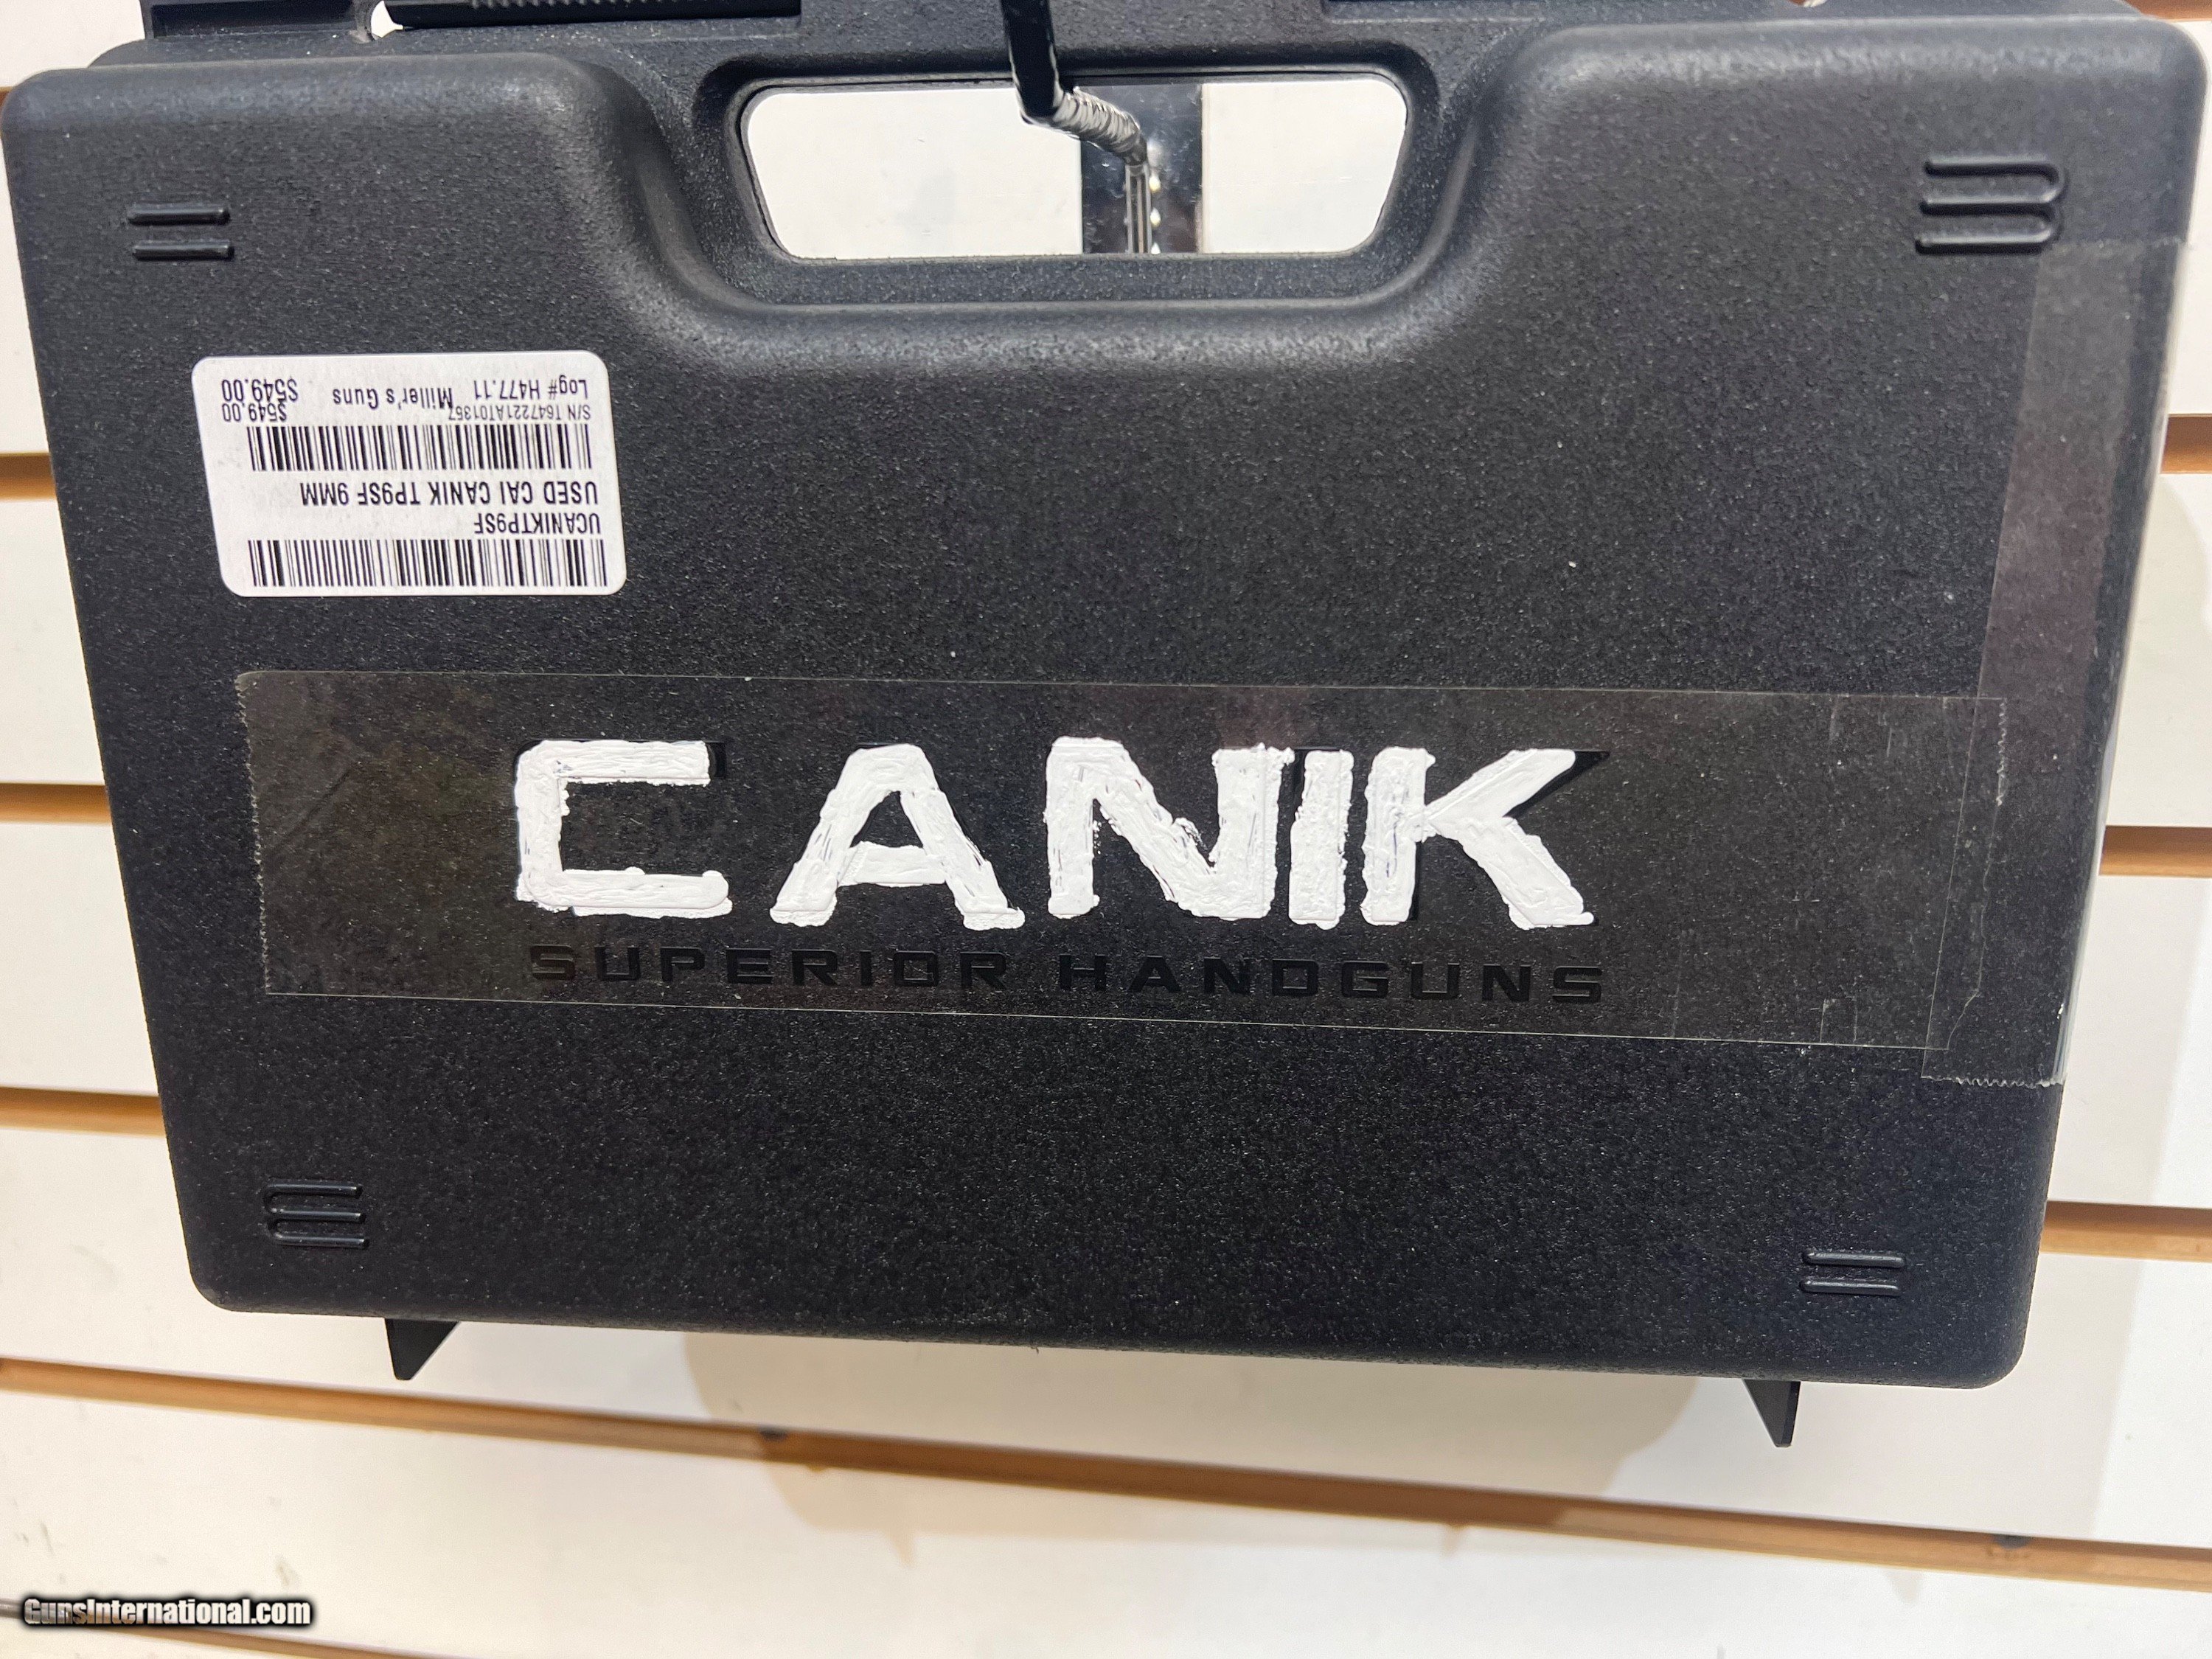 UCANIKTP9SF
USED CAI CANIK TP9SF 9MM
S/N T647221AT01357 $549.00
Log# H477.11 Miller's Guns $549.00
CANIK
SUPERIOR HANDGUNS
GunsInternational.com